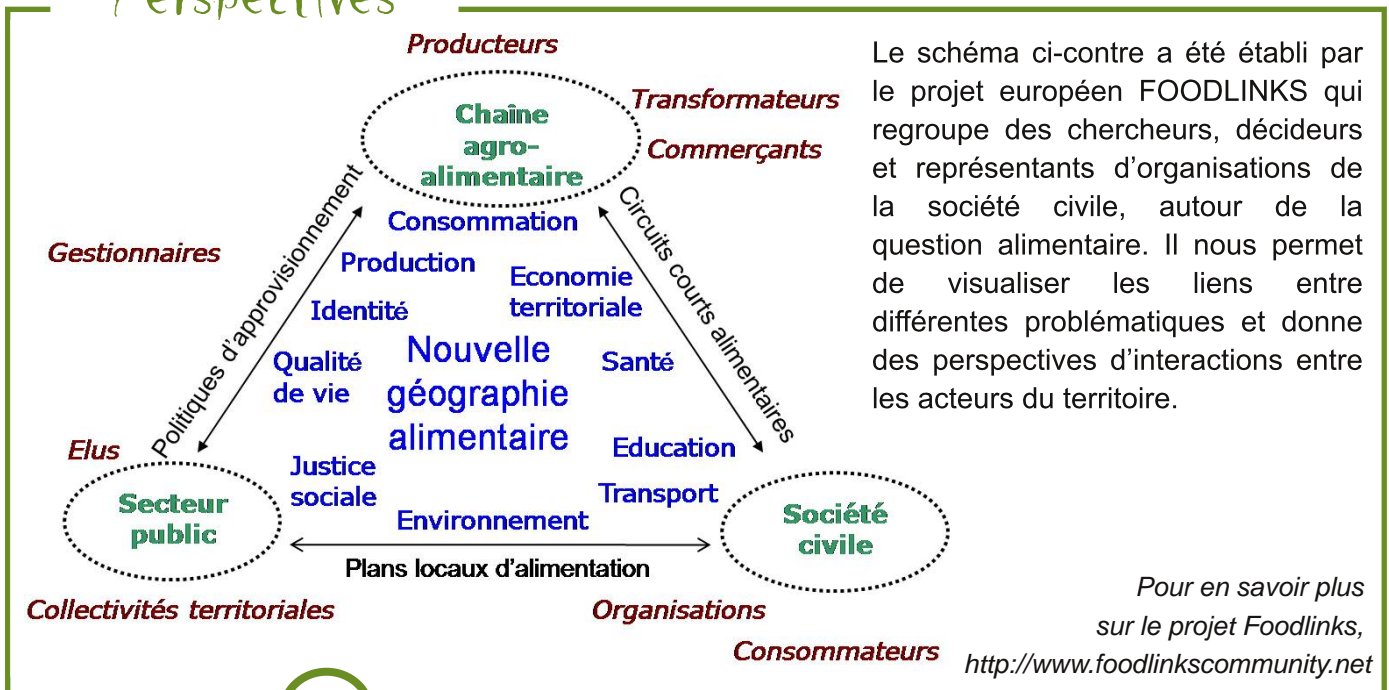 Perspectives
Producteurs
Transformateurs
Commerçants
Chaîne
agro-
alimentaire
Gestionnaires
Politiques d'approvisionnement
Circuits courts alimentaires
Consommation
Production
Economie
territoriale
Identité
Qualité
de vie
Nouvelle
géographie
alimentaire
Santé
Elus
Justice
sociale
Education
Transport
Environnement
Secteur
public
Société
civile
Plans locaux d'alimentation
Collectivités territoriales
Organisations
Consommateurs
Le schéma ci-contre a été établi par
le projet européen FOODLINKS qui
regroupe des chercheurs, décideurs
et représentants d'organisations de
la société civile, autour de la
question alimentaire. Il nous permet
de visualiser les liens entre
différentes problématiques et donne
des perspectives d'interactions entre
les acteurs du territoire.
Pour en savoir plus
sur le projet Foodlinks,
http://www.foodlinkscommunity.net